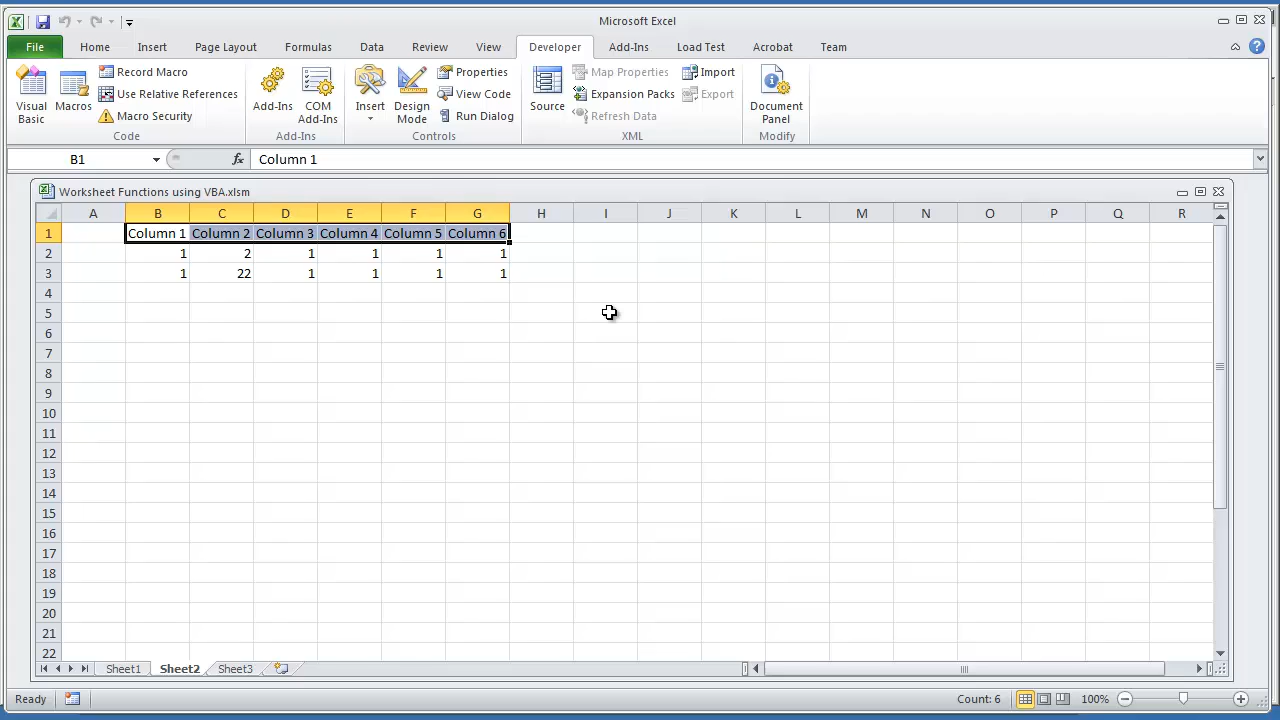 Microsoft Excel
File Home Insert Page Layout Formulas Data Review View Developer Add-Ins Load Test Acrobat Team
Visual Basic
Macros
Record Macro
Use Relative References
Macro Security
Code
Add-Ins
COM Add-Ins
Add-Ins
Insert
Design Mode
Properties
View Code
Run Dialog
Controls
Source
Map Properties
Expansion Packs
Refresh Data
Import
Export
XML
Document Panel
Modify
B1 fx Column 1
Worksheet Functions using VBA.xlsm
A B C D E F G H I J K L M N O P Q R
1 Column 1 Column 2 Column 3 Column 4 Column 5 Column 6
2 1 2 1 1 1 1
3 1 22 1 1 1 1
4
5
6
7
8
9
10
11
12
13
14
15
16
17
18
19
20
21
22
Sheet1 Sheet2 Sheet3
Ready Count: 6 100%